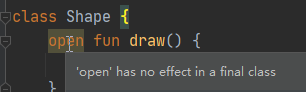 class Shape {
open fun draw() {
'open' has no effect in a final class
}